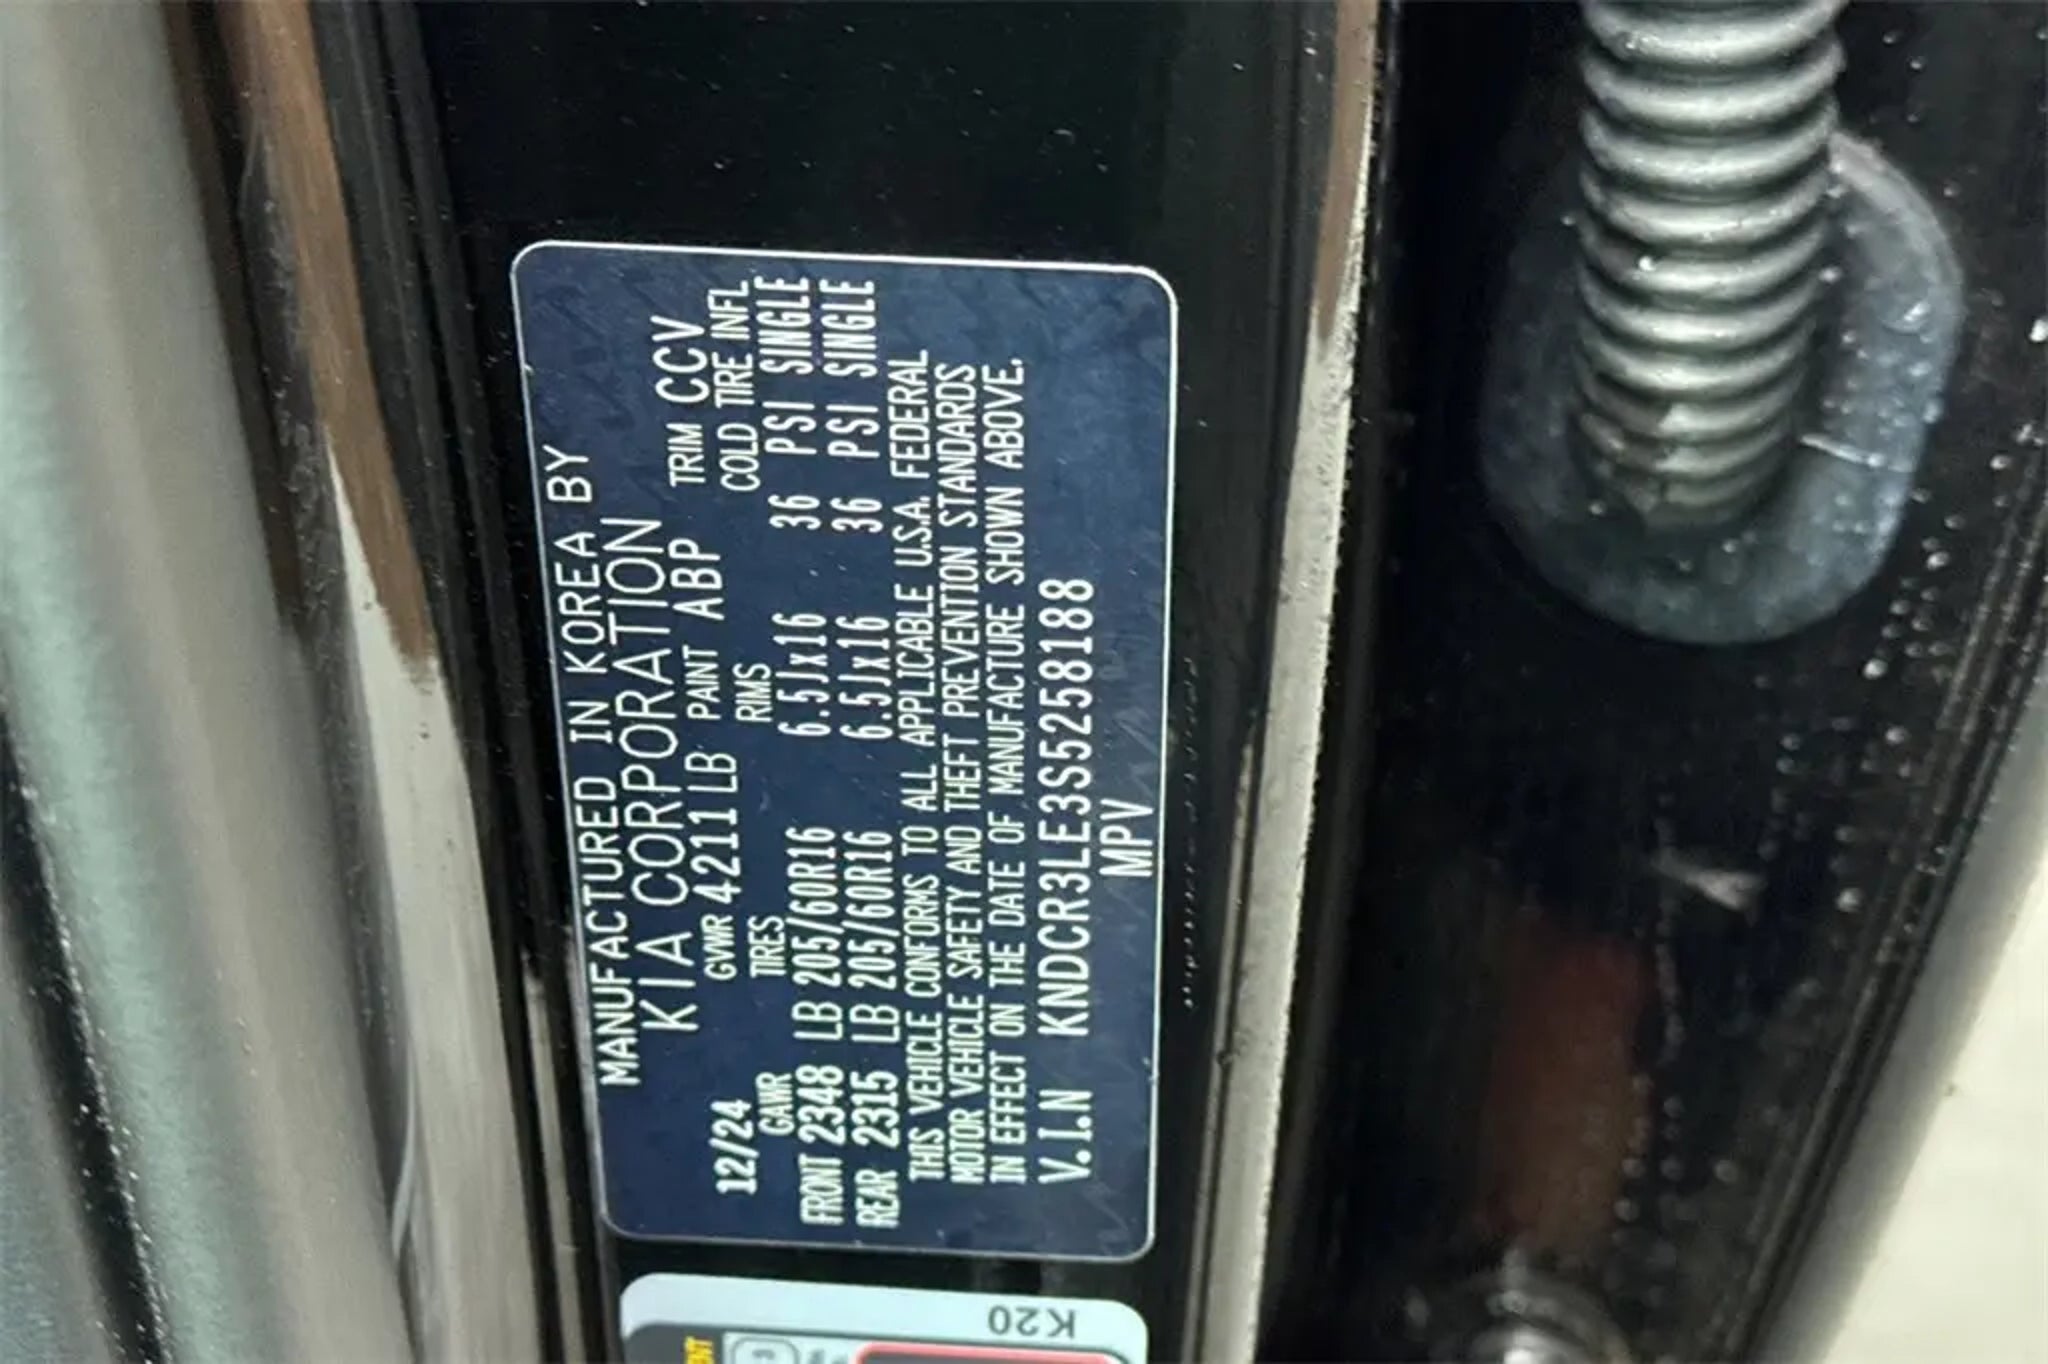 MANUFACTURED IN KOREA BY
KIA CORPORATION
12/24 GVWR 4211LB PAINT ABP TRIM CCV
GAWR TIRES RIMS COLD TIRE INFL
FRONT 2348 LB 205/60R16 6.5Jx16 36 PSI SINGLE
REAR 2315 LB 205/60R16 6.5Jx16 36 PSI SINGLE
THIS VEHICLE CONFORMS TO ALL APPLICABLE U.S.A. FEDERAL
MOTOR VEHICLE SAFETY AND THEFT PREVENTION STANDARDS
IN EFFECT ON THE DATE OF MANUFACTURE SHOWN ABOVE.
V.I.N KNDCR3LE3S5258188
MPV
K20